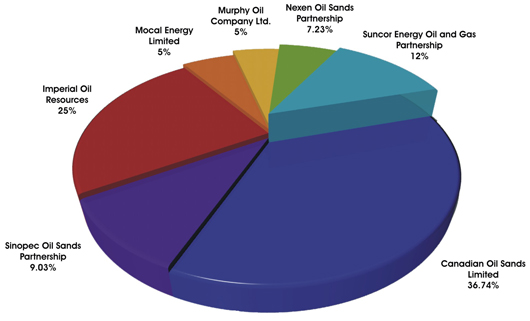 Murphy Oil
Company Ltd.
5%
Nexen Oil Sands
Partnership
7.23%
Mocal Energy
Limited
5%
Suncor Energy Oil and Gas
Partnership
12%
Imperial Oil
Resources
25%
Sinopec Oil Sands
Partnership
9.03%
Canadian Oil Sands
Limited
36.74%